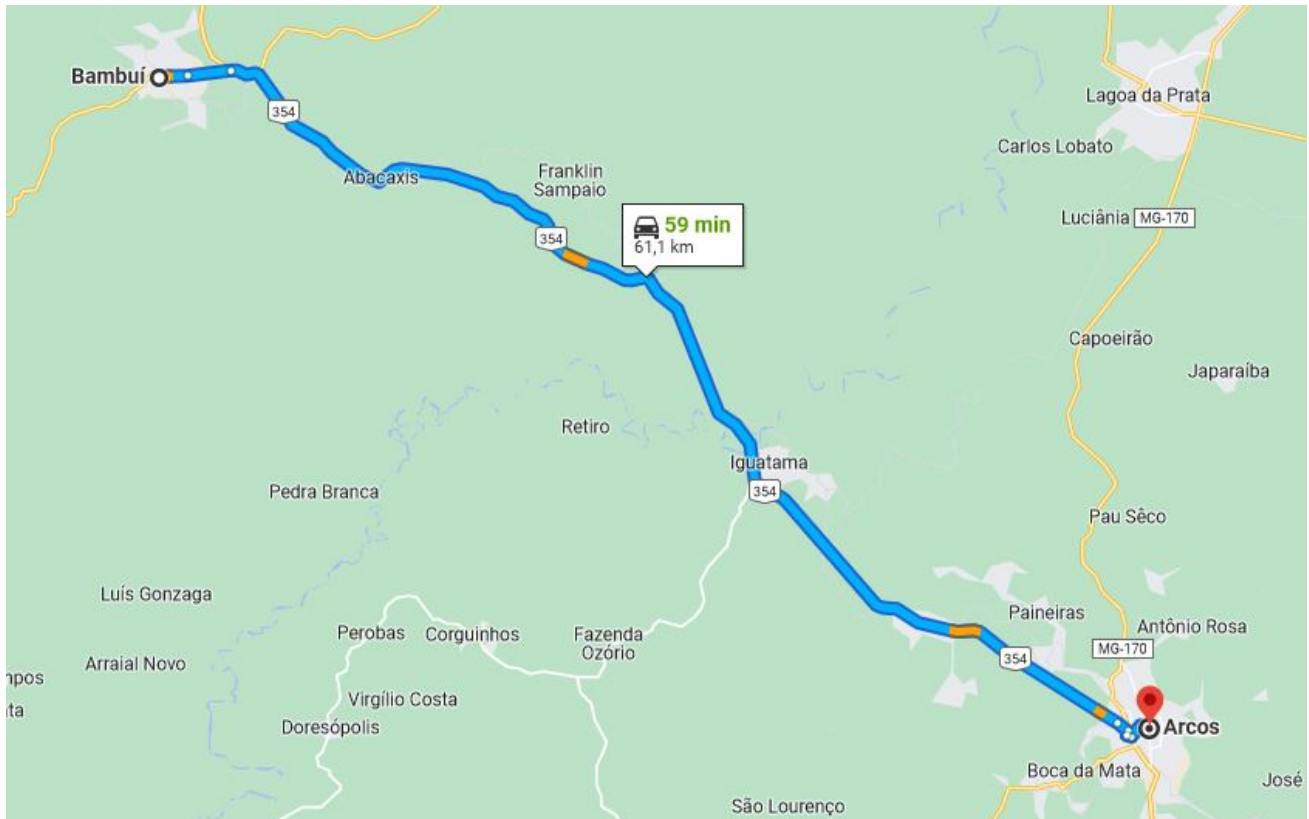 Bambuí
354
Lagoa da Prata
Carlos Lobato
Abacaxis
Franklin
Sampaio
Luciânia
MG-170
59 min
61,1 km
354
Capoeirão
Japaraíba
Retiro
Iguatama
354
Pedra Branca
Pau Sêco
Luís Gonzaga
Perobas
Corguinhos
Fazenda
Ozório
Paineiras
Antônio Rosa
MG-170
354
Arraial Novo
npos
ta
Virgílio Costa
Doresópolis
Arcos
Boca da Mata
José
São Lourenço